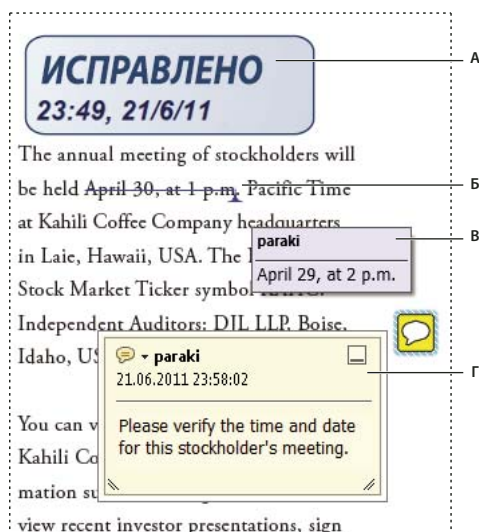 ИСПРАВЛЕНО
23:49, 21/6/11
А
The annual meeting of stockholders will
be held April 30, at 1 p.m. Pacific Time
Б
at Kahili Coffee Company headquarters
paraki
В
in Laie, Hawaii, USA. The
April 29, at 2 p.m.
Stock Market Ticker symbol
Independent Auditors: DJL LLP. Boise,
Idaho, US
paraki
Г
21.06.2011 23:58:02
You can v
Please verify the time and date
Kahili Co
for this stockholder's meeting.
mation su
view recent investor presentations, sign